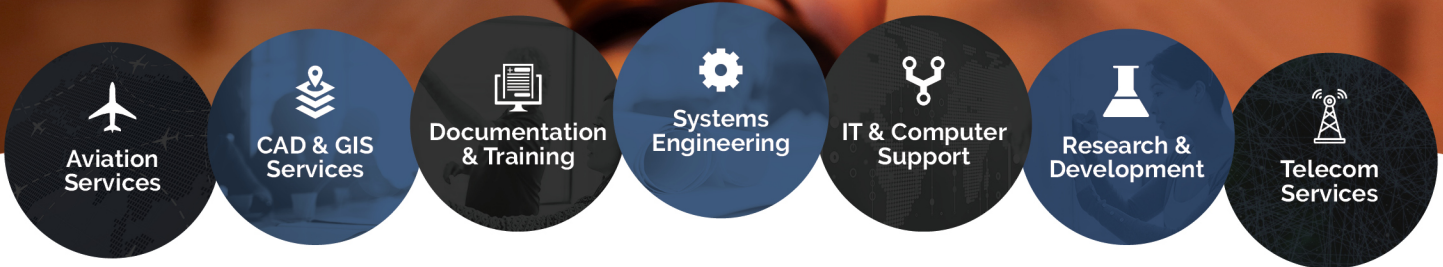 Aviation
Services
CAD & GIS
Services
Documentation
& Training
Systems
Engineering
IT & Computer
Support
Research &
Development
Telecom
Services